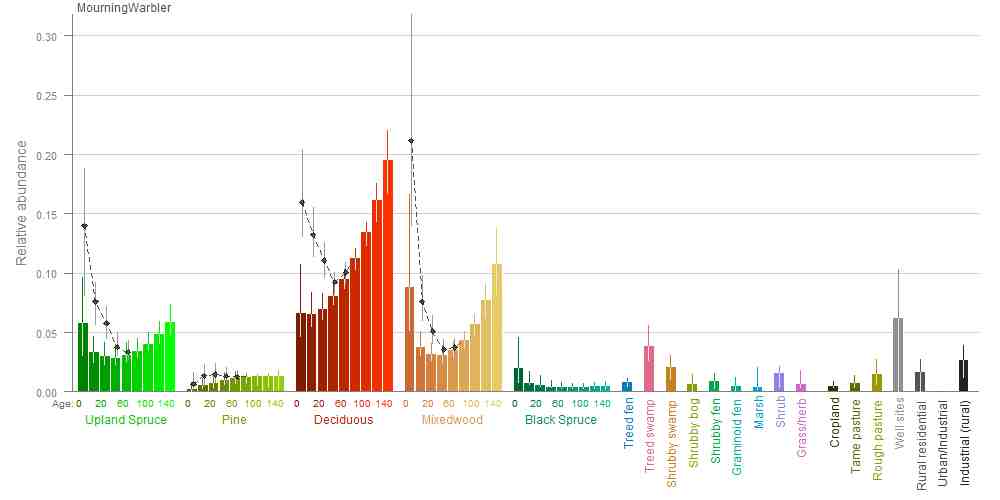 MourningWarbler
Relative abundance
0.30
0.25
0.20
0.15
0.10
0.05
0.00
Age: 0 20 60 100 140 0 20 60 100 140 0 20 60 100 140 0 20 60 100 140 0 20 60 100 140
Upland Spruce Pine Deciduous Mixedwood Black Spruce
Treed fen
Treed swamp
Shrubby swamp
Shrubby bog
Shrubby fen
Graminoid fen
Marsh
Shrub
Grass/herb
Cropland
Tame pasture
Rough pasture
Well sites
Rural residential
Urban/Industrial
Industrial (rural)